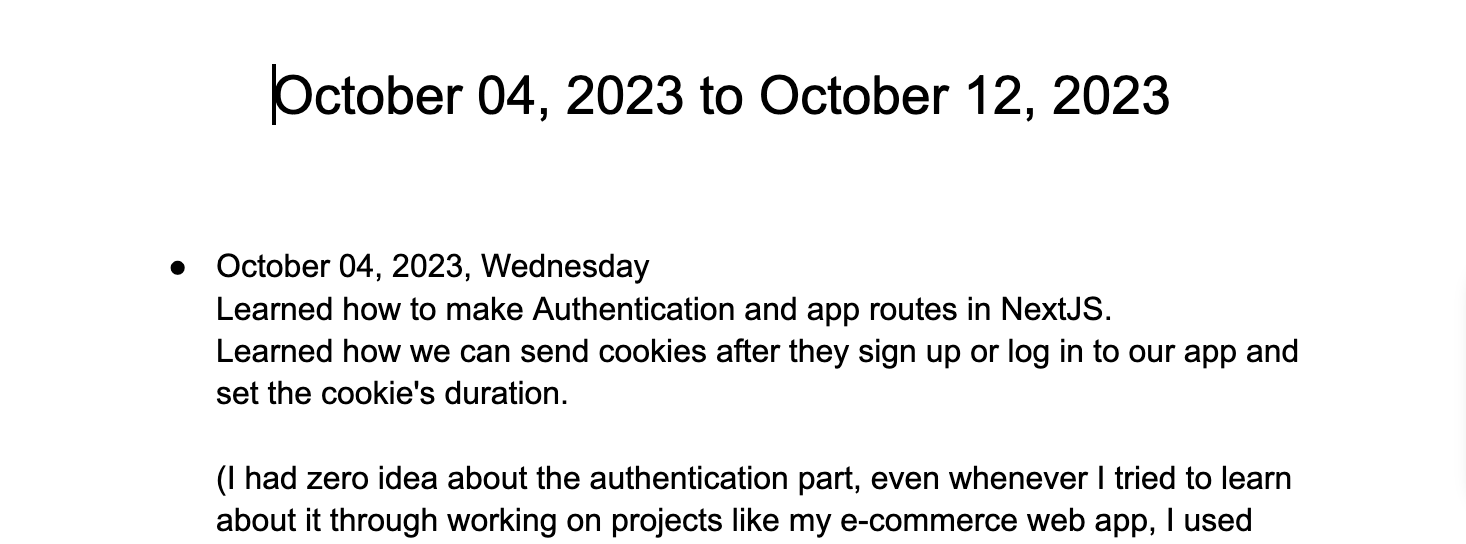 October 04, 2023 to October 12, 2023
● October 04, 2023, Wednesday
Learned how to make Authentication and app routes in NextJS.
Learned how we can send cookies after they sign up or log in to our app and
set the cookie's duration.
(I had zero idea about the authentication part, even whenever I tried to learn
about it through working on projects like my e-commerce web app, I used